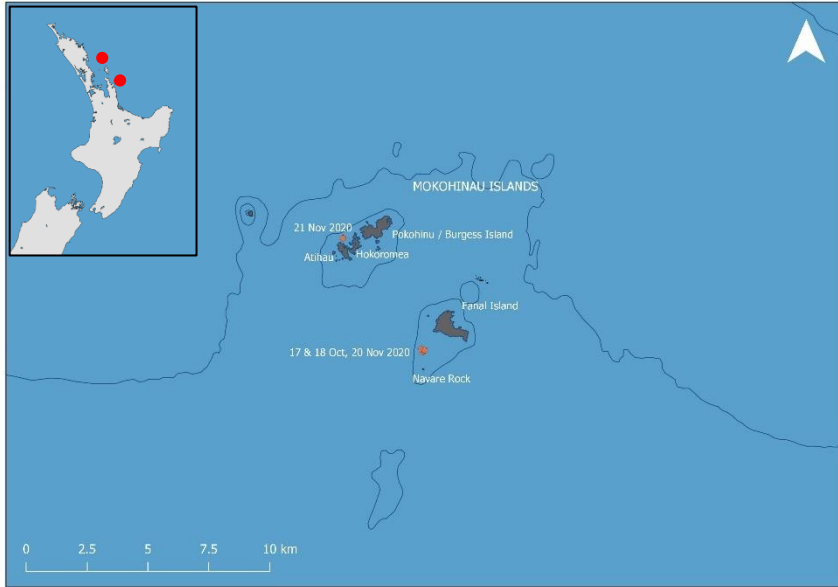 MOKOHINAU ISLANDS
21 Nov 2020
Pokohinu / Burgess Island
Atihau
Hokoromea
Fanal Island
17 & 18 Oct, 20 Nov 2020
Navare Rock
0 2.5 5 7.5 10 km